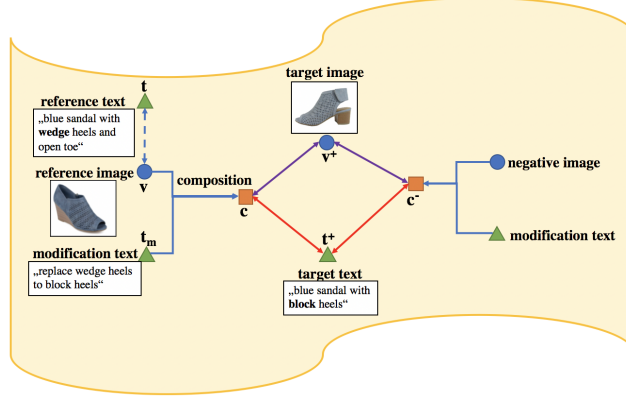 t
reference text
„blue sandal with
wedge heels and
open toe“
reference image
v
composition
c
t_m
modification text
„replace wedge heels
to block heels“
target image
v⁺
t⁺
target text
„blue sandal with
block heels“
c⁻
negative image
modification text